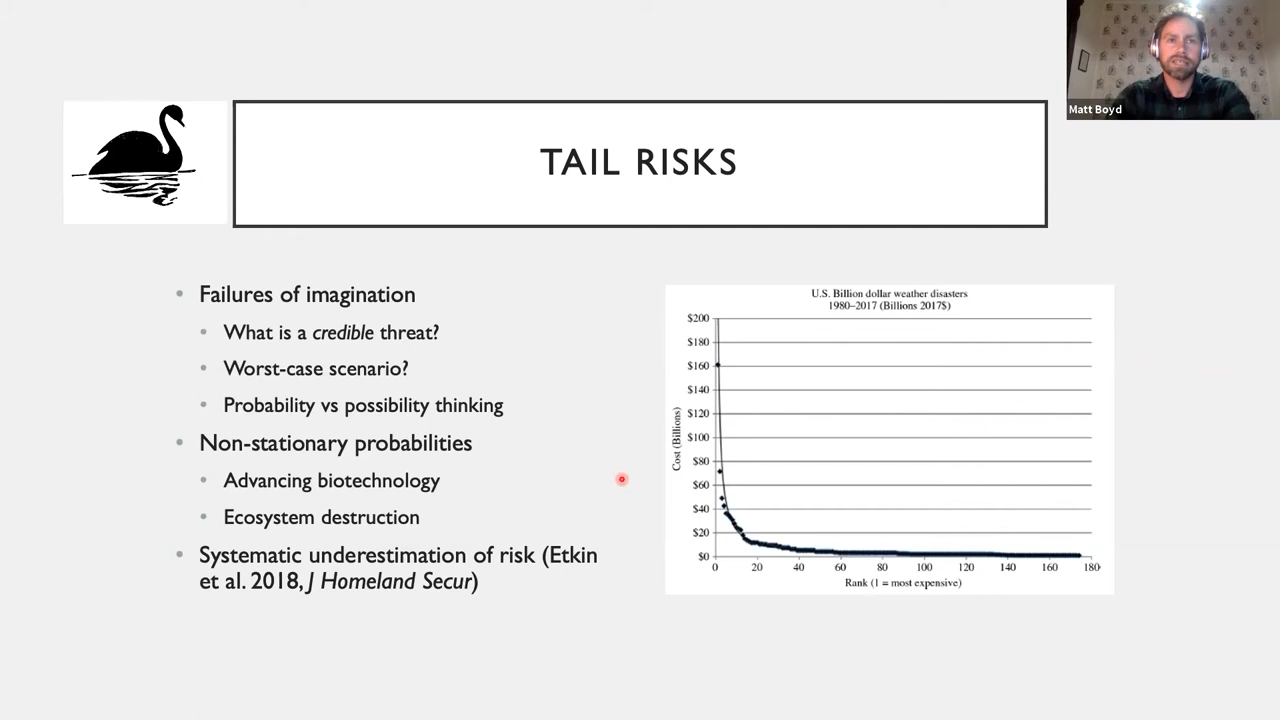 Matt Boyd
TAIL RISKS
Failures of imagination
What is a credible threat?
Worst-case scenario?
Probability vs possibility thinking
Non-stationary probabilities
Advancing biotechnology
Ecosystem destruction
Systematic underestimation of risk (Etkin
et al. 2018, J Homeland Secur)
U.S. Billion dollar weather disasters
1980–2017 (Billions 2017$)
Cost (Billions)
$200
$180
$160
$140
$120
$100
$80
$60
$40
$20
$0
0 20 40 60 80 100 120 140 160 180
Rank (1 = most expensive)